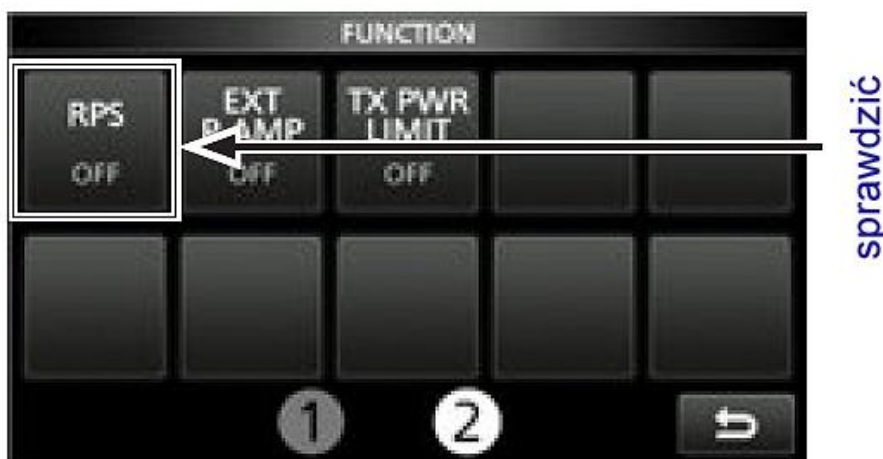 FUNCTION
RPS
OFF
EXT
P.AMP
OFF
TX PWR
LIMIT
OFF
1
2
sprawdzić